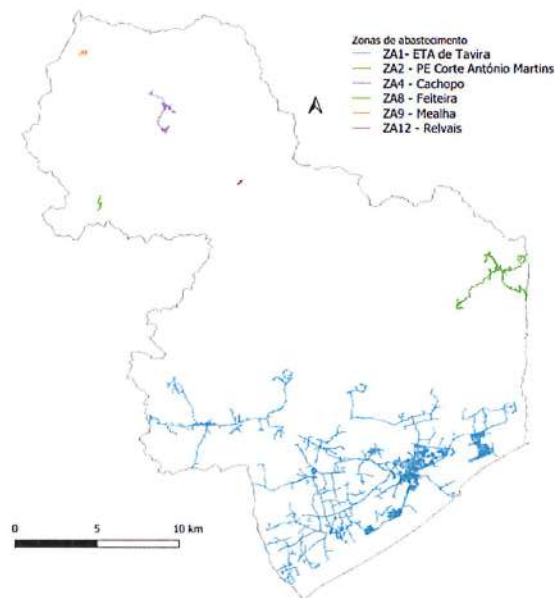 Zonas de abastecimento
ZA1- ETA de Tavira
ZA2 - PE Corte António Martins
ZA4 - Cachopo
ZA8 - Feiteira
ZA9 - Mealha
ZA12 - Relvais
0 5 10 km